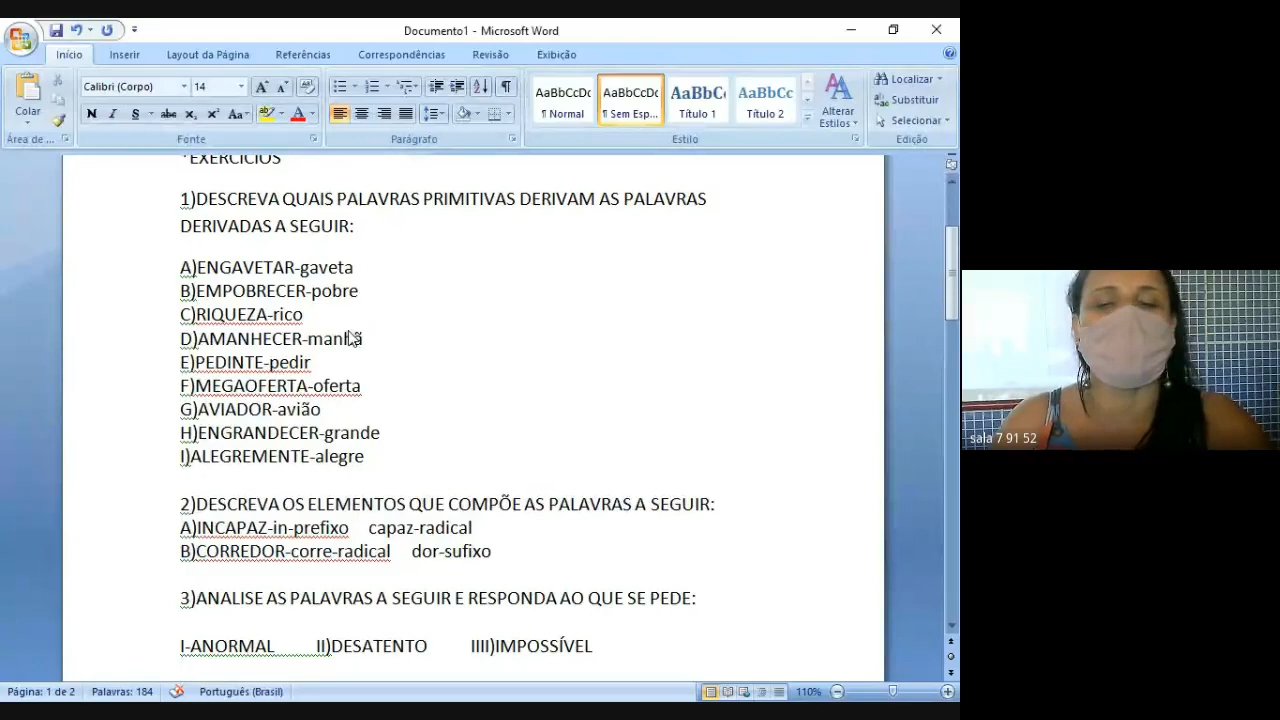 Documento1 - Microsoft Word
Início Inserir Layout da Página Referências Correspondências Revisão Exibição
Colar
Calibri (Corpo) 14
N I S abc x₂ x² Aa
AaBbCcDc AaBbCcDc AaBbC AaBbCc
¶ Normal ¶ Sem Esp... Título 1 Título 2
Alterar
Estilos
Localizar
Substituir
Selecionar
Área de... Fonte Parágrafo Estilo Edição
*EXERCÍCIOS
1)DESCREVA QUAIS PALAVRAS PRIMITIVAS DERIVAM AS PALAVRAS
DERIVADAS A SEGUIR:
A)ENGAVETAR-gaveta
B)EMPOBRECER-pobre
C)RIQUEZA-rico
D)AMANHECER-manhã
E)PEDINTE-pedir
F)MEGAOFERTA-oferta
G)AVIADOR-avião
H)ENGRANDECER-grande
I)ALEGREMENTE-alegre
2)DESCREVA OS ELEMENTOS QUE COMPÕE AS PALAVRAS A SEGUIR:
A)INCAPAZ-in-prefixo capaz-radical
B)CORREDOR-corre-radical dor-sufixo
3)ANALISE AS PALAVRAS A SEGUIR E RESPONDA AO QUE SE PEDE:
I-ANORMAL II)DESATENTO IIII)IMPOSSÍVEL
Página: 1 de 2 Palavras: 184 Português (Brasil) 110%
sala 7 91 52